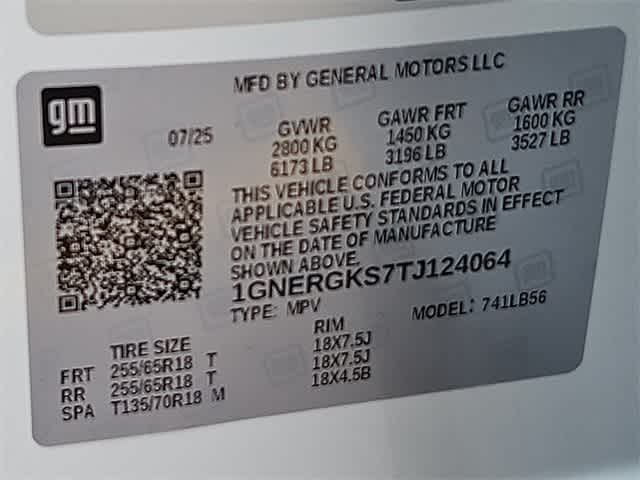 gm
MFD BY GENERAL MOTORS LLC
07/25
GVWR
2800 KG
6173 LB
GAWR FRT
1450 KG
3196 LB
GAWR RR
1600 KG
3527 LB
THIS VEHICLE CONFORMS TO ALL
APPLICABLE U.S. FEDERAL MOTOR
VEHICLE SAFETY STANDARDS IN EFFECT
ON THE DATE OF MANUFACTURE
SHOWN ABOVE.
1GNERGKS7TJ124064
TYPE: MPV
MODEL: 741LB56
TIRE SIZE
RIM
FRT 255/65R18 T 18X7.5J
RR 255/65R18 T 18X7.5J
SPA T135/70R18 M 18X4.5B